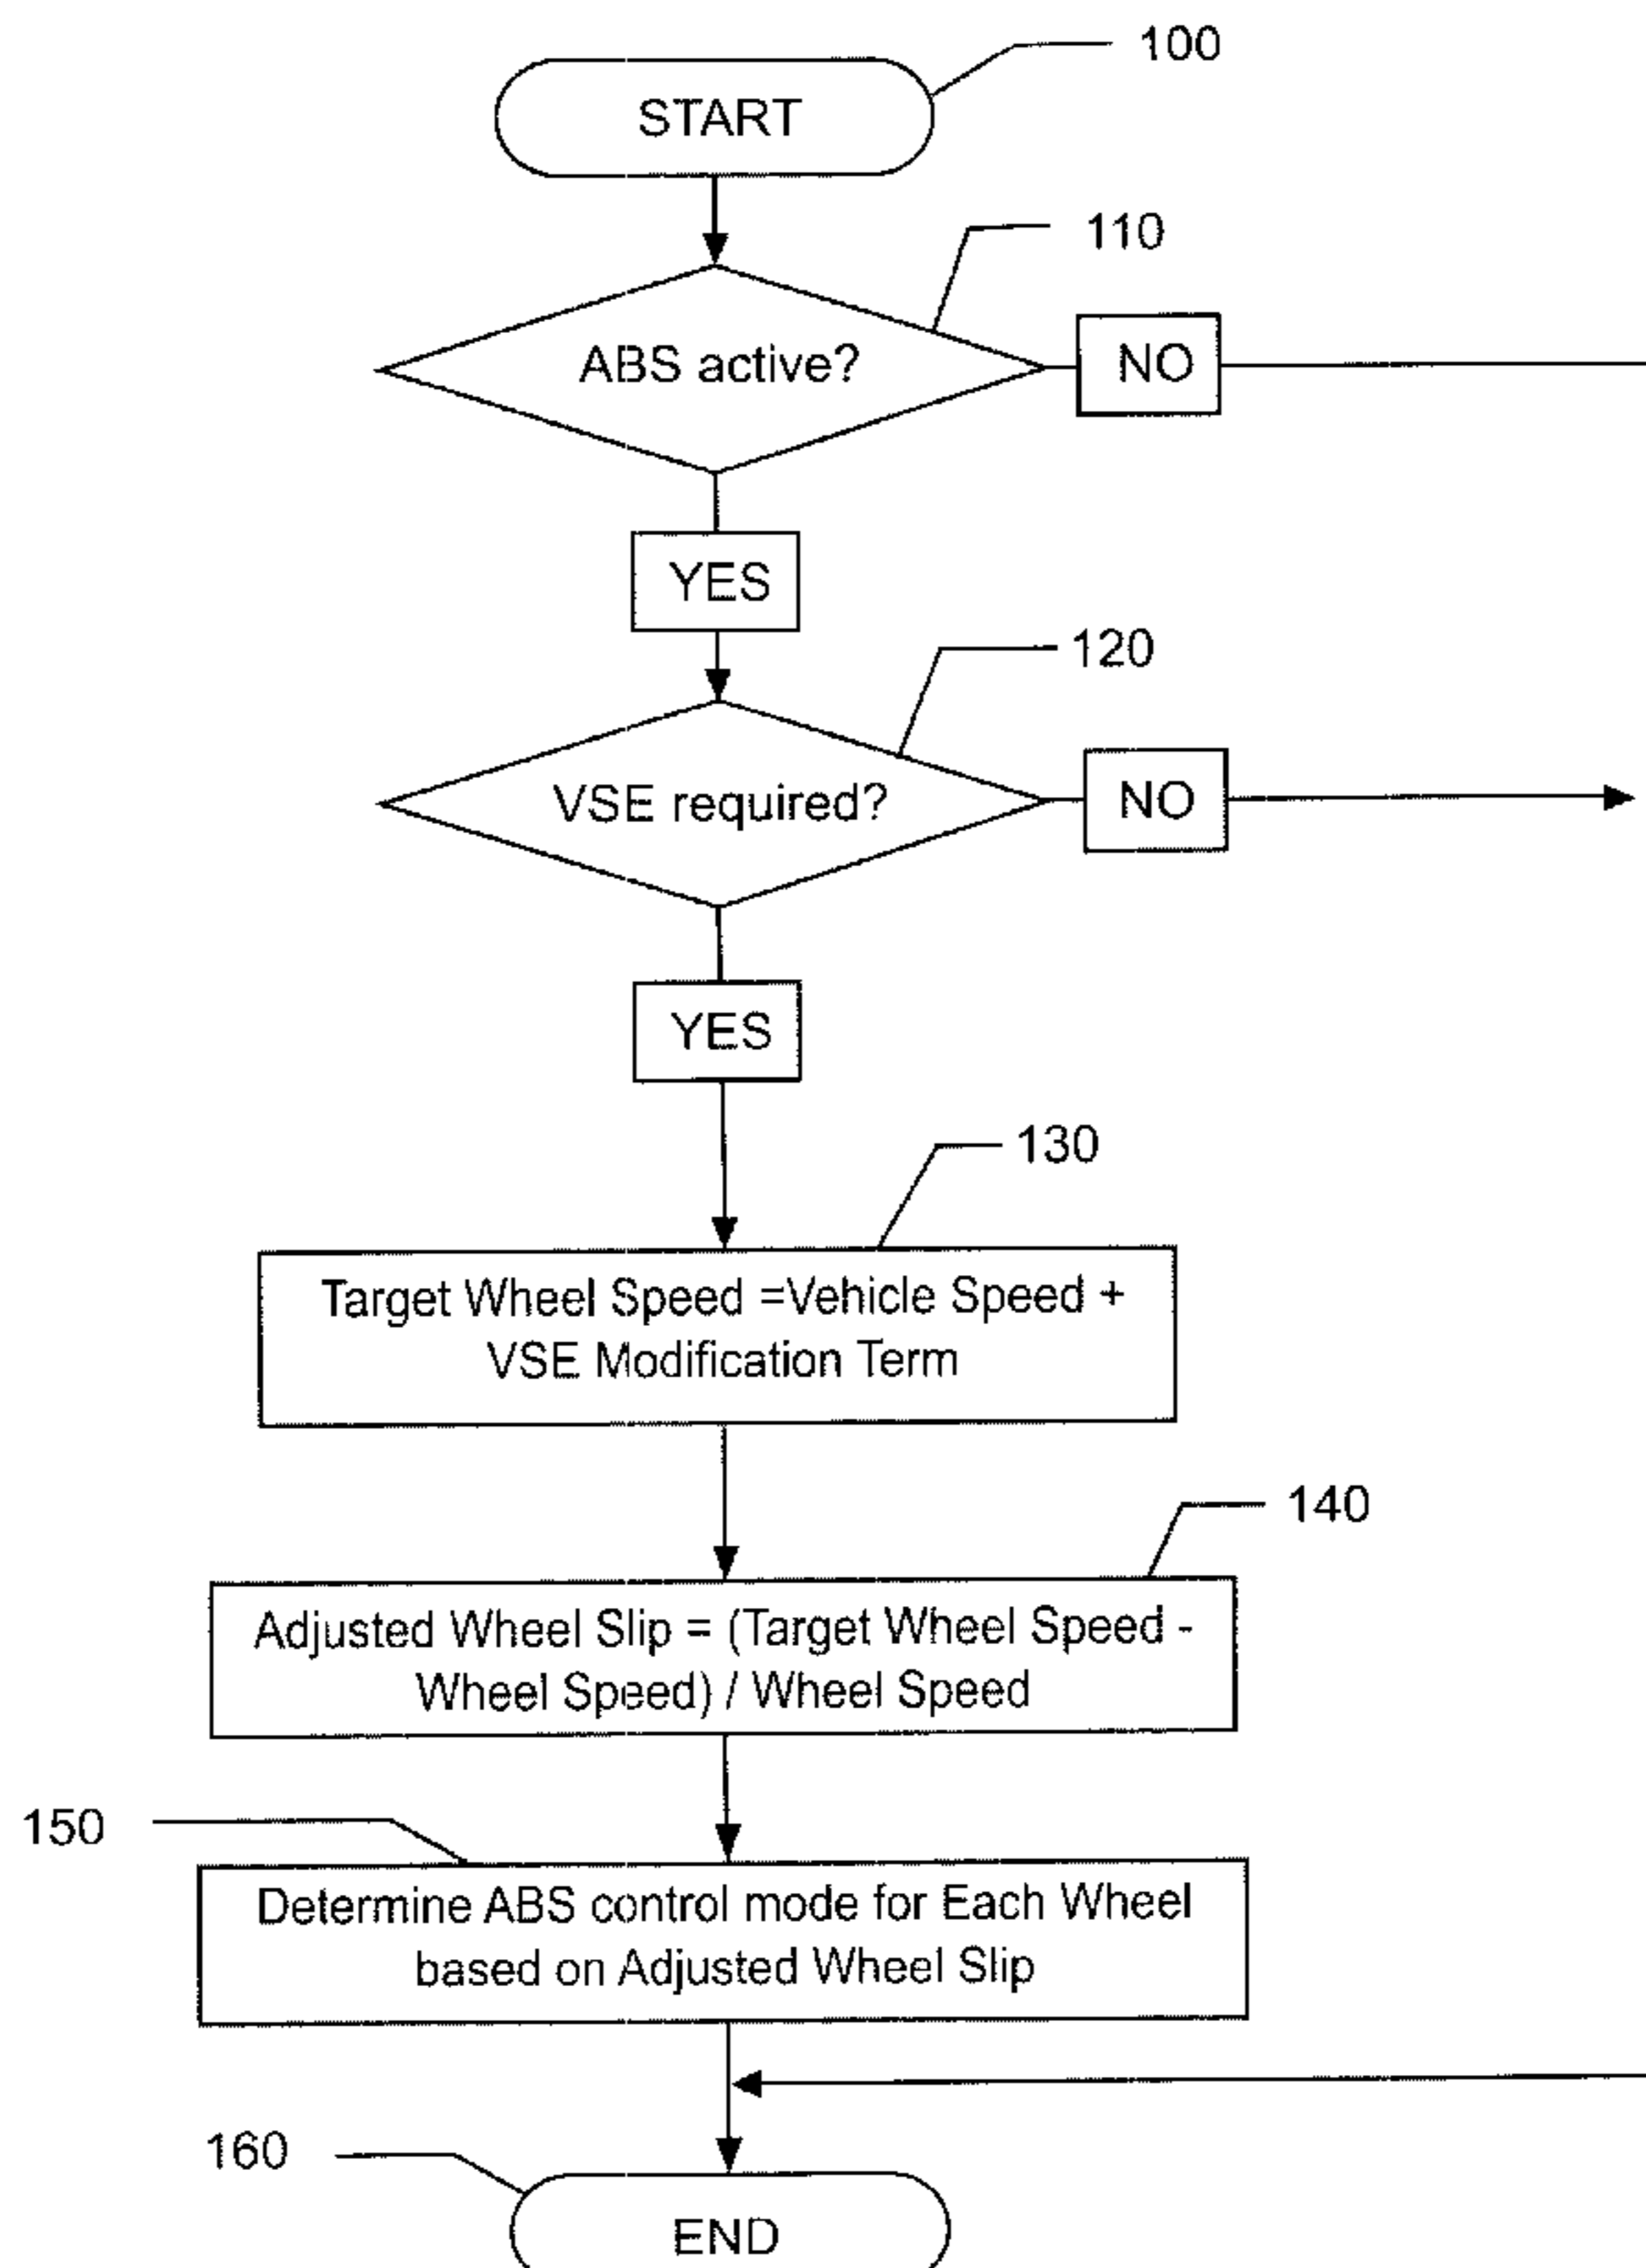 100
START
110
ABS active?
NO
YES
120
VSE required?
NO
YES
130
Target Wheel Speed =Vehicle Speed +
VSE Modification Term
140
Adjusted Wheel Slip = (Target Wheel Speed -
Wheel Speed) / Wheel Speed
150
Determine ABS control mode for Each Wheel
based on Adjusted Wheel Slip
160
END